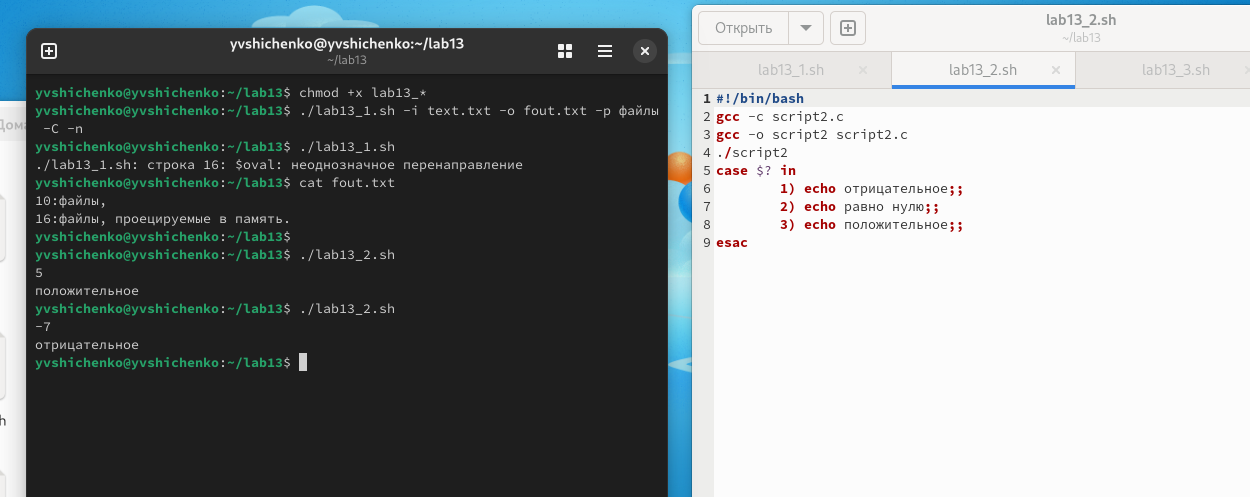 yvshichenko@yvshichenko:~/lab13
~/lab13
yvshichenko@yvshichenko:~/lab13$ chmod +x lab13_*
yvshichenko@yvshichenko:~/lab13$ ./lab13_1.sh -i text.txt -o fout.txt -p файлы
-C -n
yvshichenko@yvshichenko:~/lab13$ ./lab13_1.sh
./lab13_1.sh: строка 16: $oval: неоднозначное перенаправление
yvshichenko@yvshichenko:~/lab13$ cat fout.txt
10:файлы,
16:файлы, проецируемые в память.
yvshichenko@yvshichenko:~/lab13$
yvshichenko@yvshichenko:~/lab13$ ./lab13_2.sh
5
положительное
yvshichenko@yvshichenko:~/lab13$ ./lab13_2.sh
-7
отрицательное
yvshichenko@yvshichenko:~/lab13$
Открыть
lab13_2.sh
~/lab13
lab13_1.sh
lab13_2.sh
lab13_3.sh
1 #!/bin/bash
2 gcc -c script2.c
3 gcc -o script2 script2.c
4 ./script2
5 case $? in
6 1) echo отрицательное;;
7 2) echo равно нулю;;
8 3) echo положительное;;
9 esac